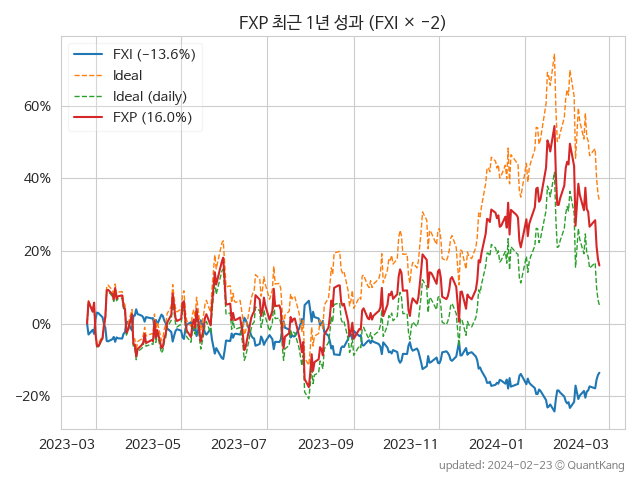 FXP 최근 1년 성과 (FXI × −2)
FXI (−13.6%)
Ideal
Ideal (daily)
FXP (16.0%)
60%
40%
20%
0%
−20%
2023-03 2023-05 2023-07 2023-09 2023-11 2024-01 2024-03
updated: 2024-02-23 © QuantKang